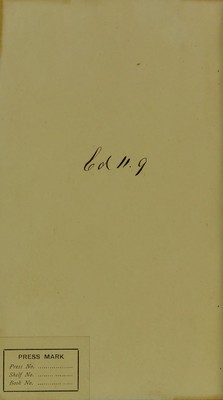 Ed 11.9
PRESS MARK
Press No. ..................
Shelf No. ..................
Book No. ..................